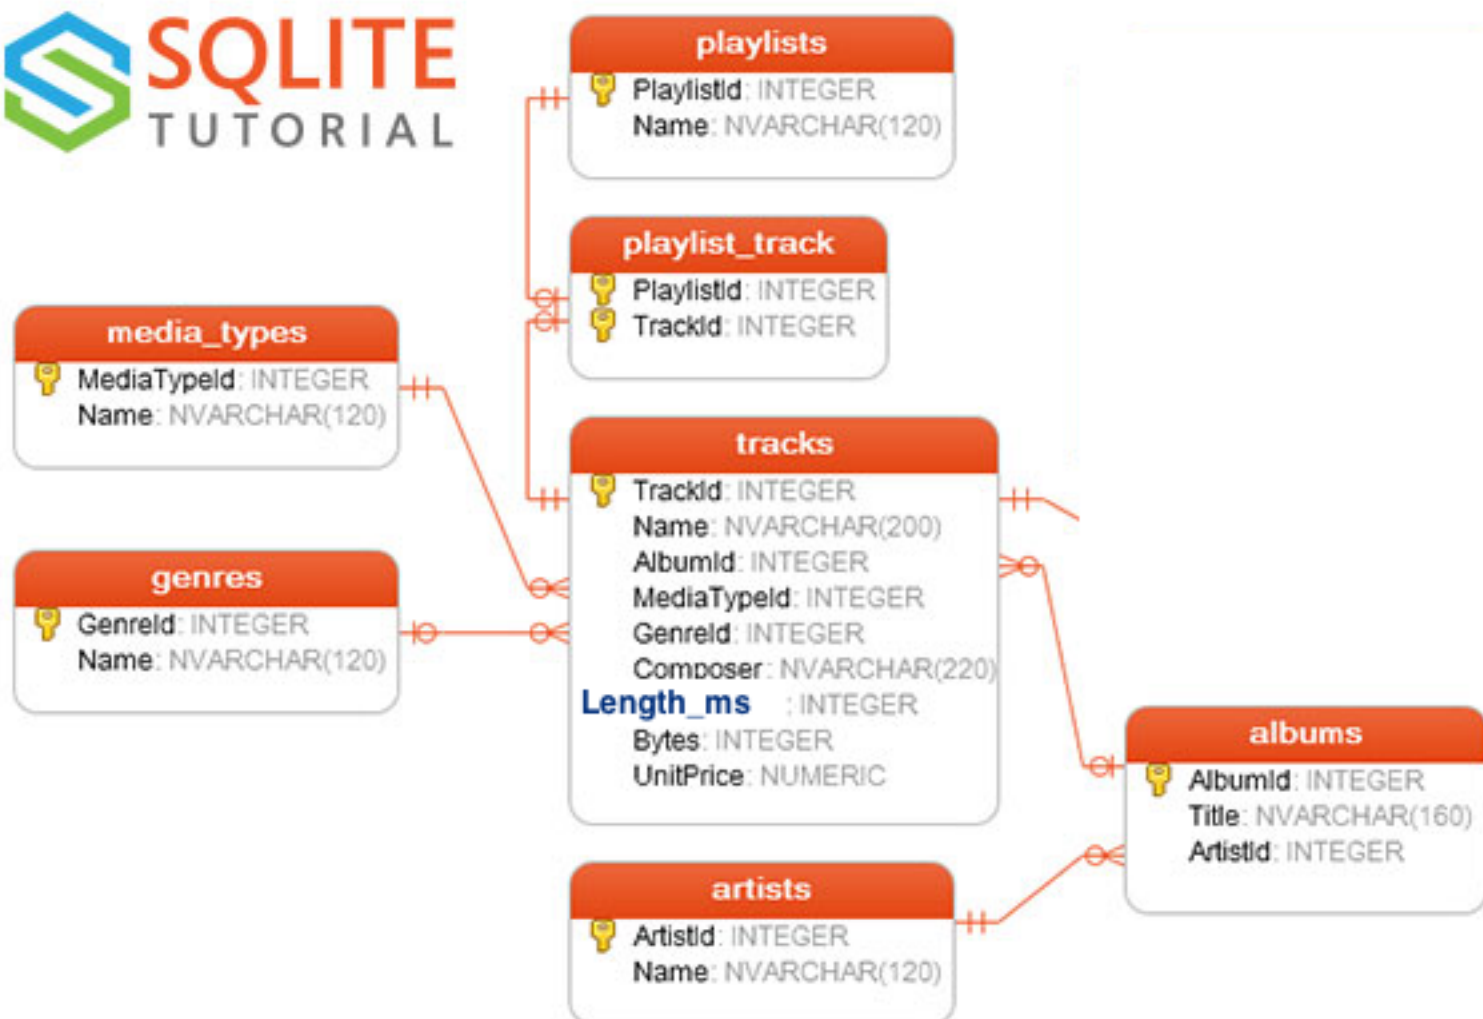 SQLITE
TUTORIAL
playlists
PlaylistId: INTEGER
Name: NVARCHAR(120)
playlist_track
PlaylistId: INTEGER
TrackId: INTEGER
media_types
MediaTypeId: INTEGER
Name: NVARCHAR(120)
tracks
TrackId: INTEGER
Name: NVARCHAR(200)
AlbumId: INTEGER
MediaTypeId: INTEGER
GenreId: INTEGER
Composer: NVARCHAR(220)
Length_ms : INTEGER
Bytes: INTEGER
UnitPrice: NUMERIC
genres
GenreId: INTEGER
Name: NVARCHAR(120)
albums
AlbumId: INTEGER
Title: NVARCHAR(160)
ArtistId: INTEGER
artists
ArtistId: INTEGER
Name: NVARCHAR(120)